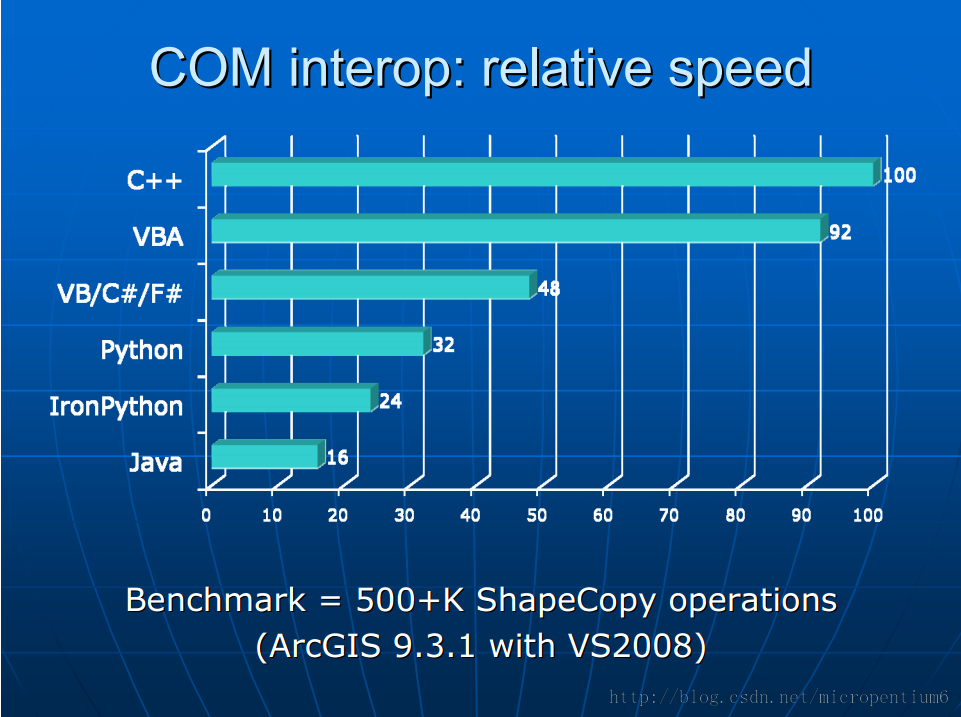 COM interop: relative speed
C++
100
VBA
92
VB/C#/F#
48
Python
32
IronPython
24
Java
16
0 10 20 30 40 50 60 70 80 90 100
Benchmark = 500+K ShapeCopy operations
(ArcGIS 9.3.1 with VS2008)
http://blog.csdn.net/micropentium6